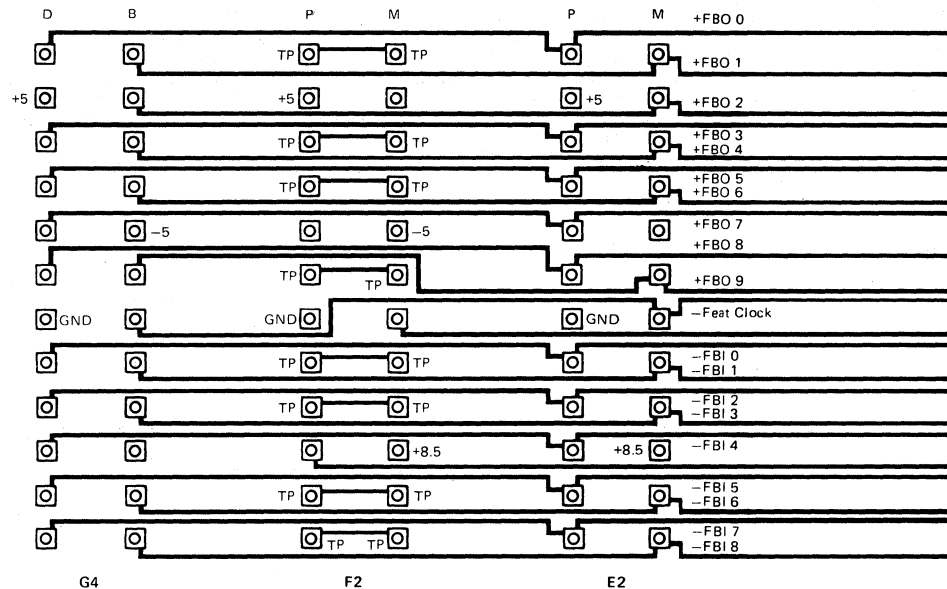 D B P M P M
+FBO 0
TP TP
+FBO 1
+5 +5 +5 +FBO 2
+FBO 3
TP TP +FBO 4
+FBO 5
TP TP +FBO 6
−5 −5 +FBO 7
+FBO 8
TP TP +FBO 9
GND GND GND −Feat Clock
−FBI 0
TP TP −FBI 1
−FBI 2
TP TP −FBI 3
+8.5 +8.5 −FBI 4
−FBI 5
TP TP −FBI 6
−FBI 7
TP TP −FBI 8
G4 F2 E2